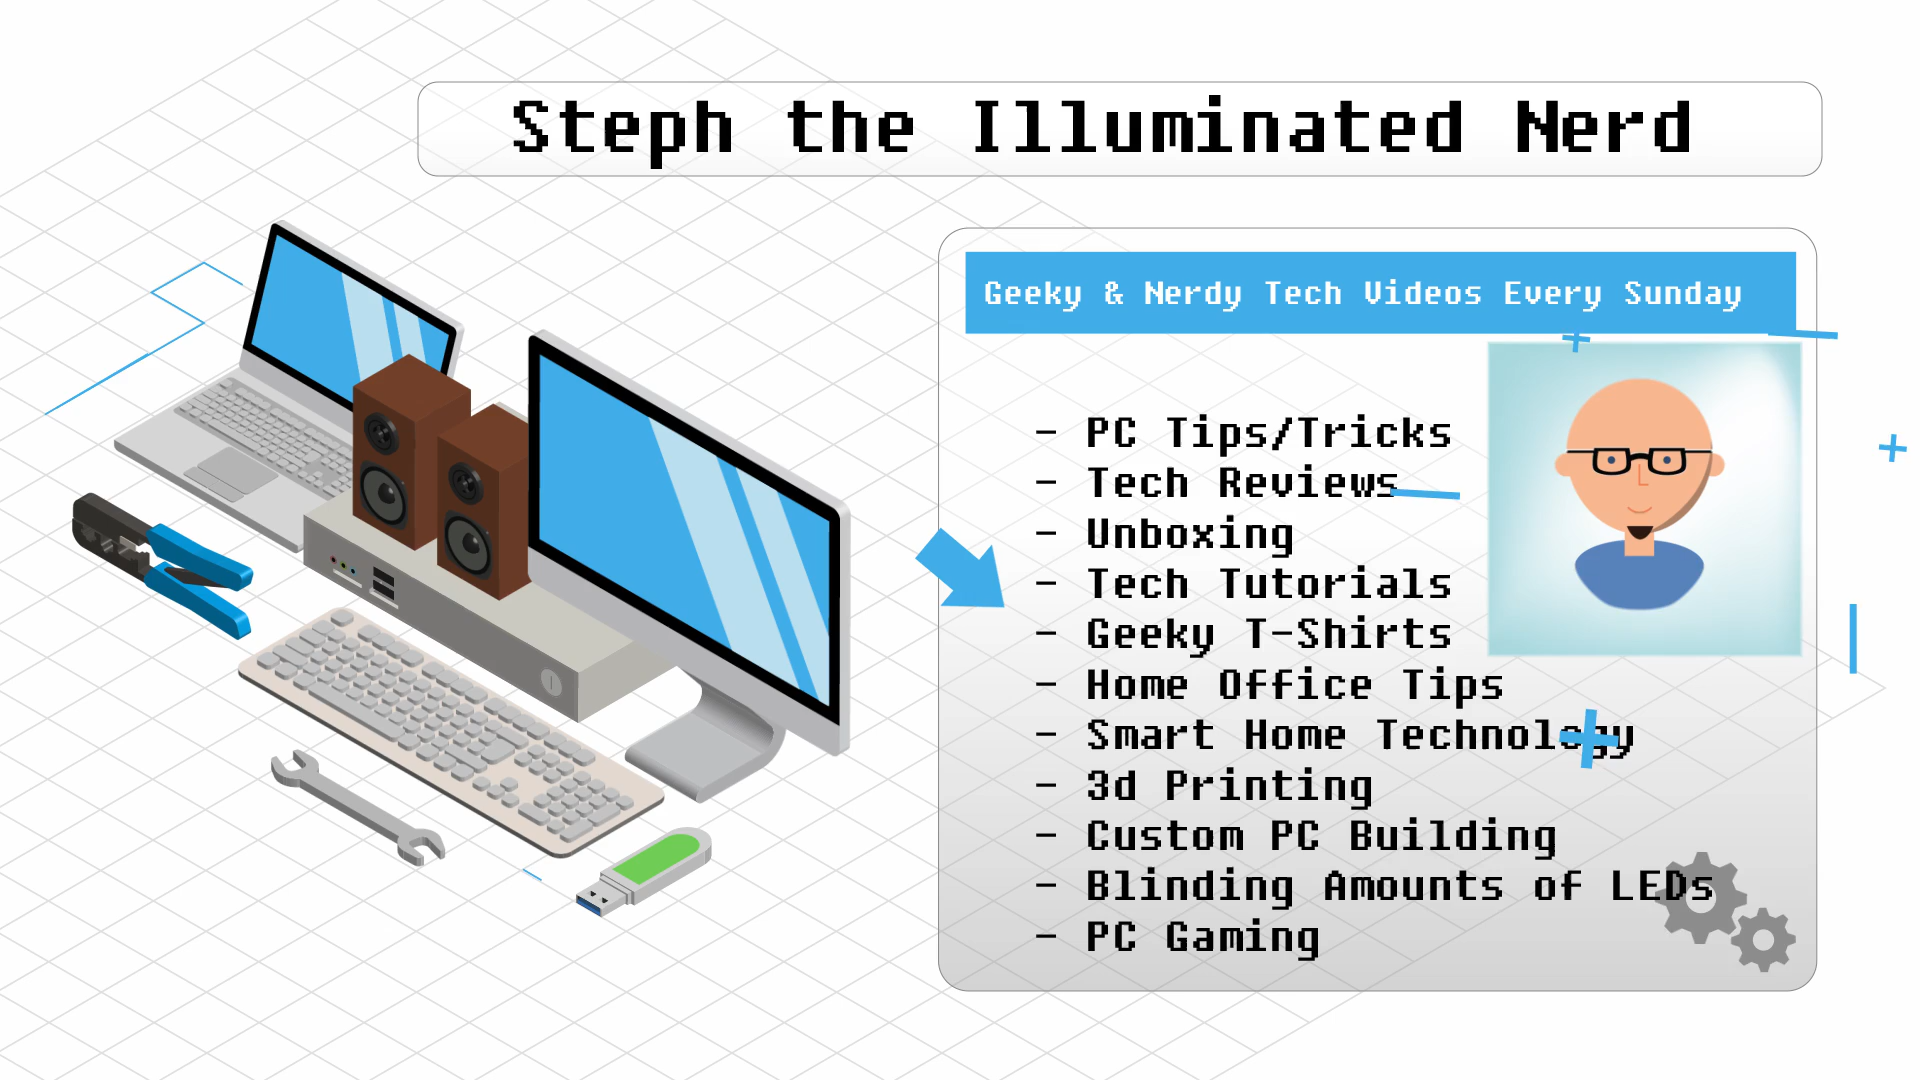 Steph the Illuminated Nerd
Geeky & Nerdy Tech Videos Every Sunday
- PC Tips/Tricks
- Tech Reviews
- Unboxing
- Tech Tutorials
- Geeky T-Shirts
- Home Office Tips
- Smart Home Technology
- 3d Printing
- Custom PC Building
- Blinding Amounts of LEDs
- PC Gaming